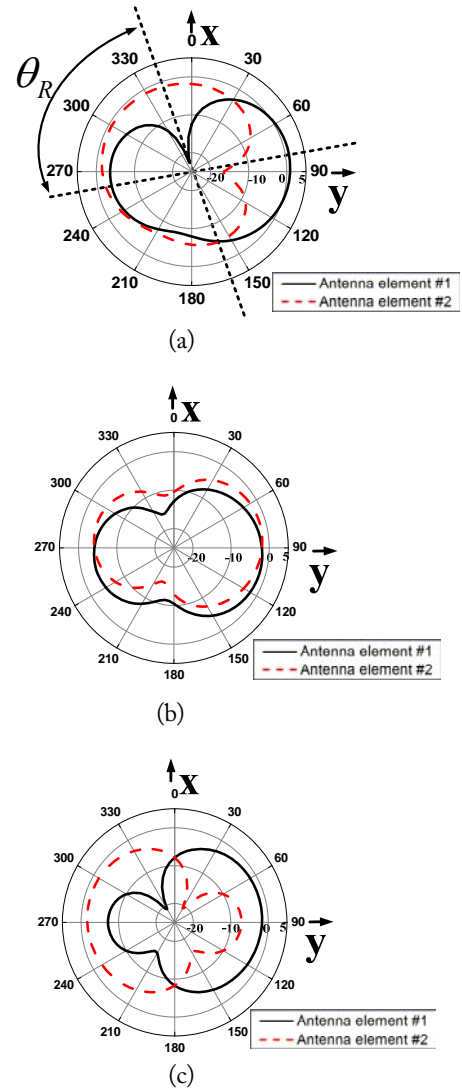 x
0
330 30
θR
300 60
270 -20 -10 0 5 90
y
240 120
210 150
180
Antenna element #1
Antenna element #2
(a)
x
0
330 30
300 60
270 -20 -10 0 5 90
y
240 120
210 150
180
Antenna element #1
Antenna element #2
(b)
x
0
330 30
300 60
270 -20 -10 0 5 90
y
240 120
210 150
180
Antenna element #1
Antenna element #2
(c)